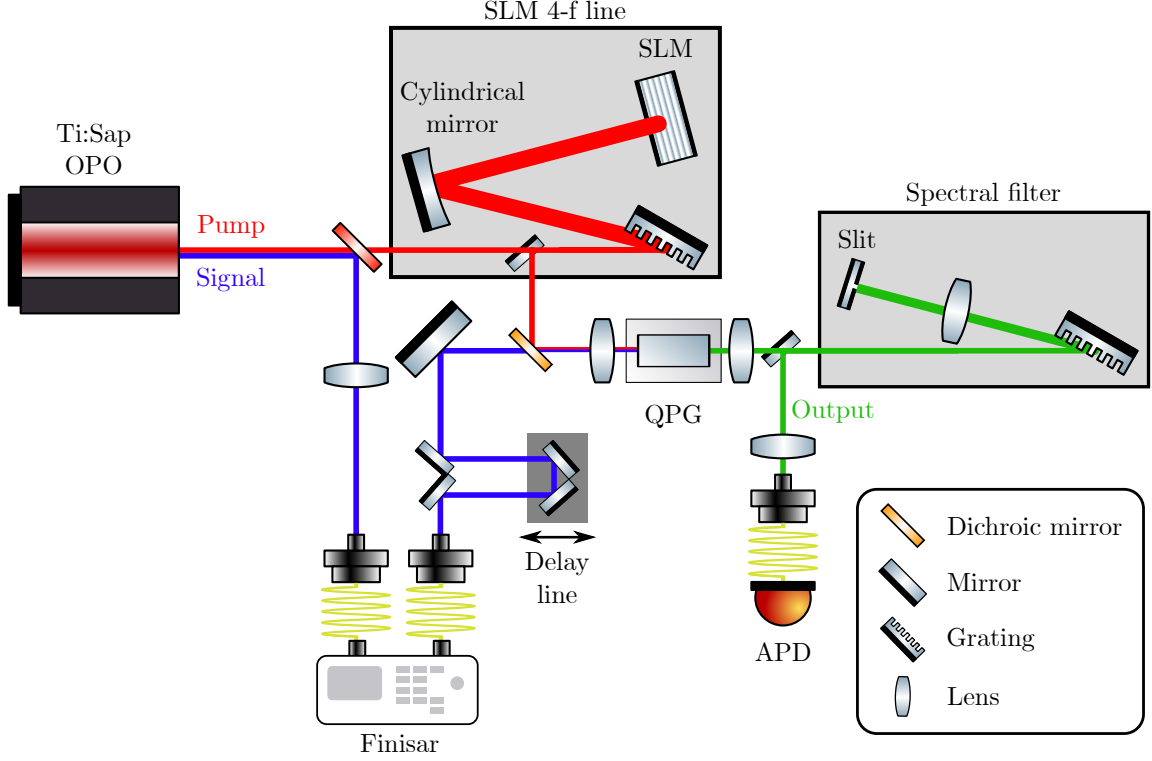 SLM 4-f line
SLM
Cylindrical
mirror
Ti:Sap
OPO
Pump
Signal
Spectral filter
Slit
QPG
Output
Delay
line
APD
Finisar
Dichroic mirror
Mirror
Grating
Lens